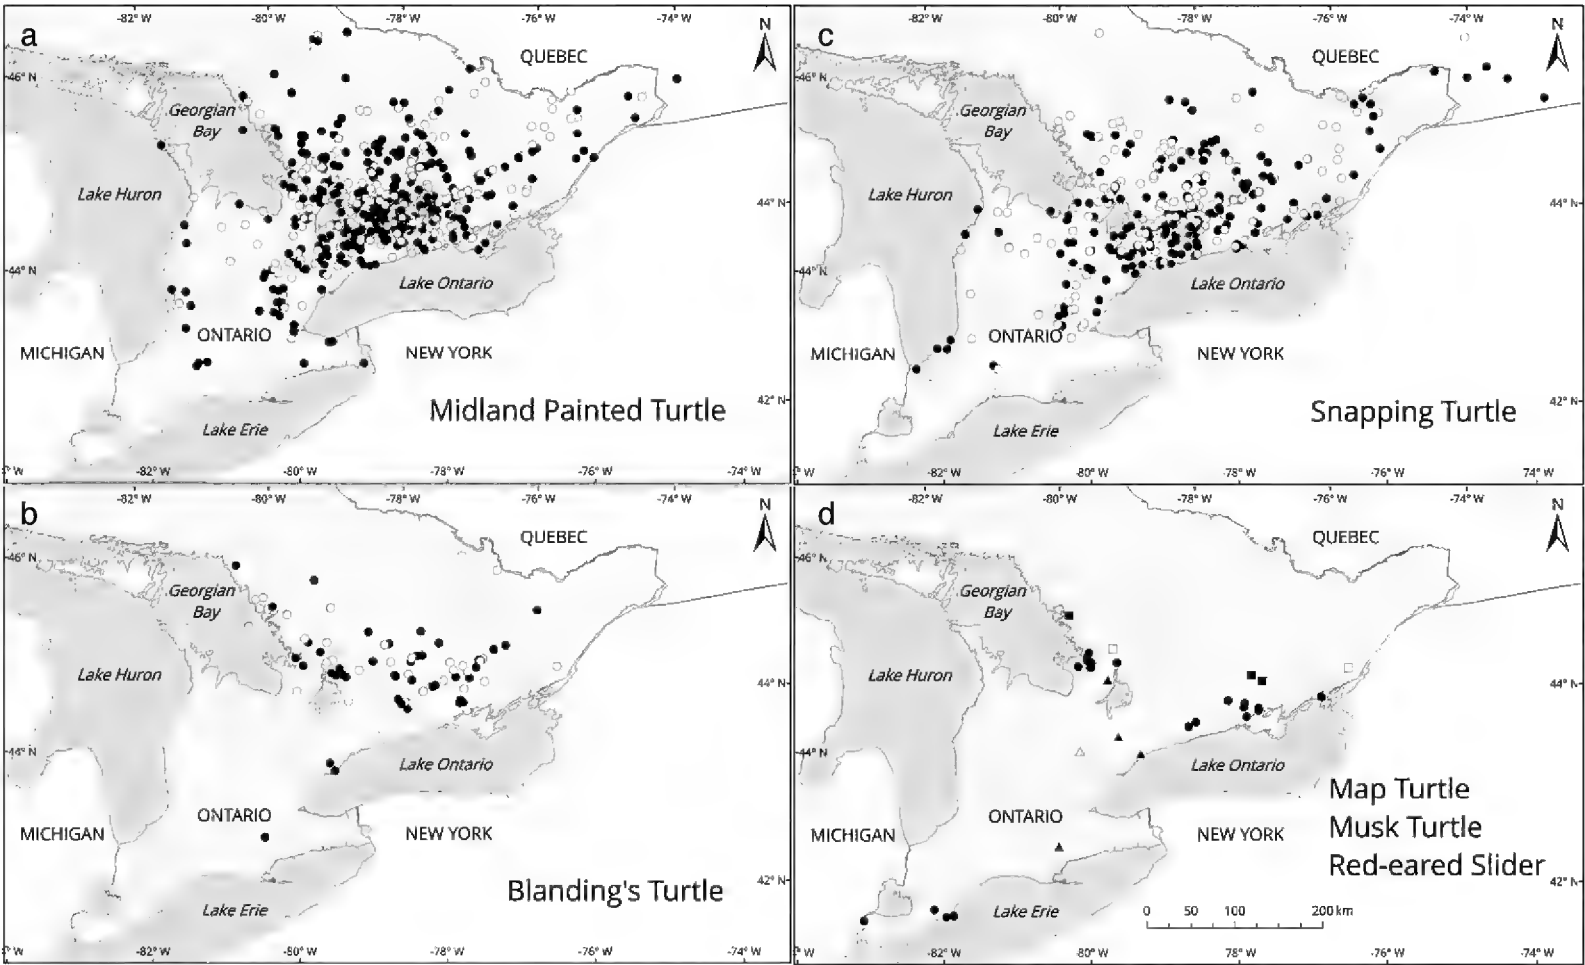 -82° W -80° W -78° W -76° W -74° W
a
N
QUEBEC
46° N
Georgian
Bay
Lake Huron
44° N
44° N
Lake Ontario
ONTARIO
MICHIGAN
NEW YORK
Midland Painted Turtle
42° N
Lake Erie
-82° W -80° W -78° W -76° W -74° W
-82° W -80° W -78° W -76° W -74° W
c
N
QUEBEC
46° N
Georgian
Bay
Lake Huron
44° N
44° N
Lake Ontario
ONTARIO
MICHIGAN
NEW YORK
Snapping Turtle
42° N
Lake Erie
-82° W -80° W -78° W -76° W -74° W
-82° W -80° W -78° W -76° W -74° W
b
N
QUEBEC
46° N
Georgian
Bay
Lake Huron
44° N
44° N
Lake Ontario
ONTARIO
MICHIGAN
NEW YORK
Blanding's Turtle
42° N
Lake Erie
-82° W -80° W -78° W -76° W -74° W
-82° W -80° W -78° W -76° W -74° W
d
N
QUEBEC
46° N
Georgian
Bay
Lake Huron
44° N
44° N
Lake Ontario
Map Turtle
ONTARIO
MICHIGAN
NEW YORK
Musk Turtle
Red-eared Slider
42° N
Lake Erie
0 50 100 200 km
-82° W -80° W -78° W -76° W -74° W